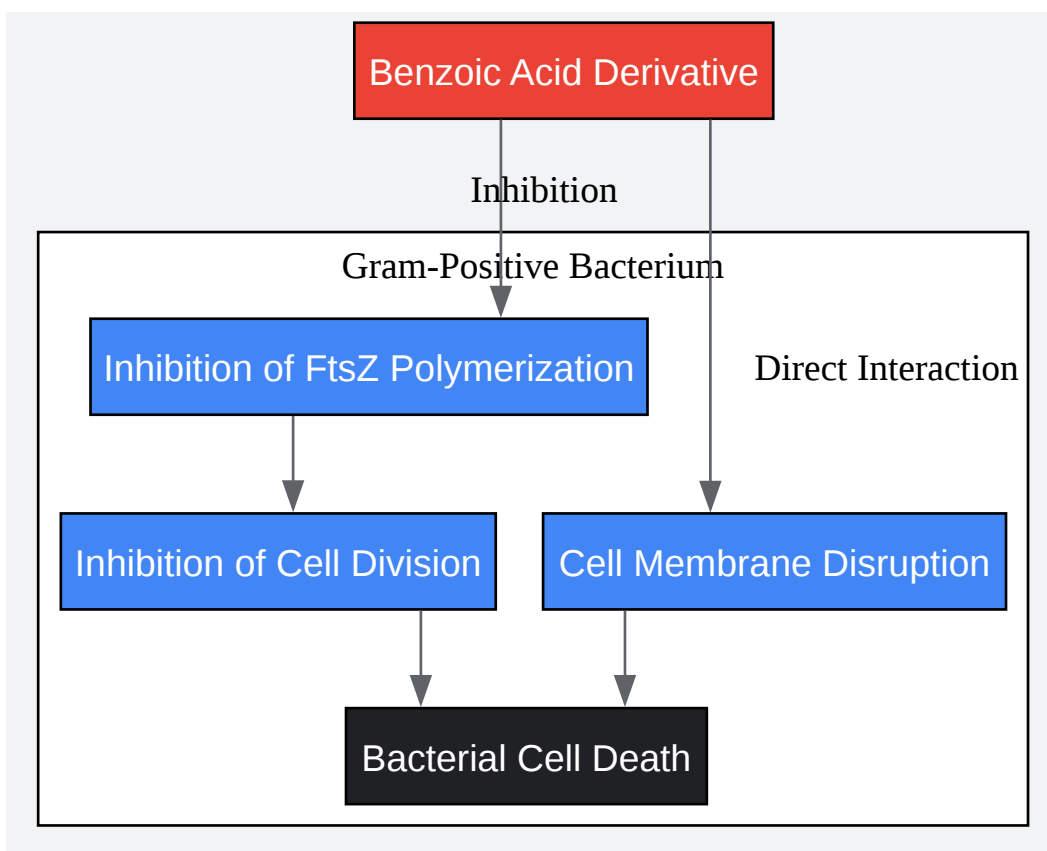 Benzoic Acid Derivative
Inhibition
Gram-Positive Bacterium
Inhibition of FtsZ Polymerization
Direct Interaction
Inhibition of Cell Division
Cell Membrane Disruption
Bacterial Cell Death